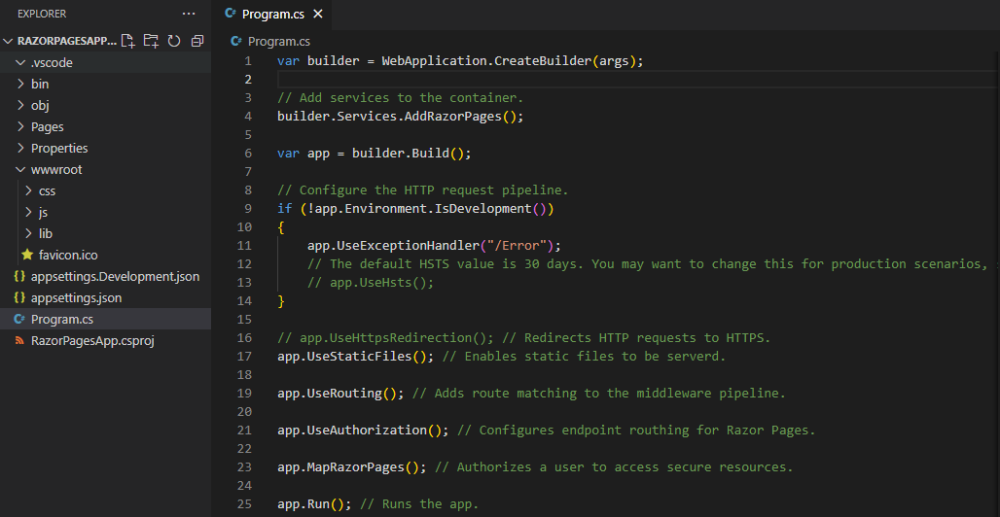 EXPLORER ...
RAZORPAGESAPP...
.vscode
bin
obj
Pages
Properties
wwwroot
css
js
lib
favicon.ico
{} appsettings.Development.json
{} appsettings.json
C# Program.cs
RazorPagesApp.csproj
C# Program.cs ×
C# Program.cs
1 var builder = WebApplication.CreateBuilder(args);
2
3 // Add services to the container.
4 builder.Services.AddRazorPages();
5
6 var app = builder.Build();
7
8 // Configure the HTTP request pipeline.
9 if (!app.Environment.IsDevelopment())
10 {
11 app.UseExceptionHandler("/Error");
12 // The default HSTS value is 30 days. You may want to change this for production scenarios,
13 // app.UseHsts();
14 }
15
16 // app.UseHttpsRedirection(); // Redirects HTTP requests to HTTPS.
17 app.UseStaticFiles(); // Enables static files to be serverd.
18
19 app.UseRouting(); // Adds route matching to the middleware pipeline.
20
21 app.UseAuthorization(); // Configures endpoint routhing for Razor Pages.
22
23 app.MapRazorPages(); // Authorizes a user to access secure resources.
24
25 app.Run(); // Runs the app.